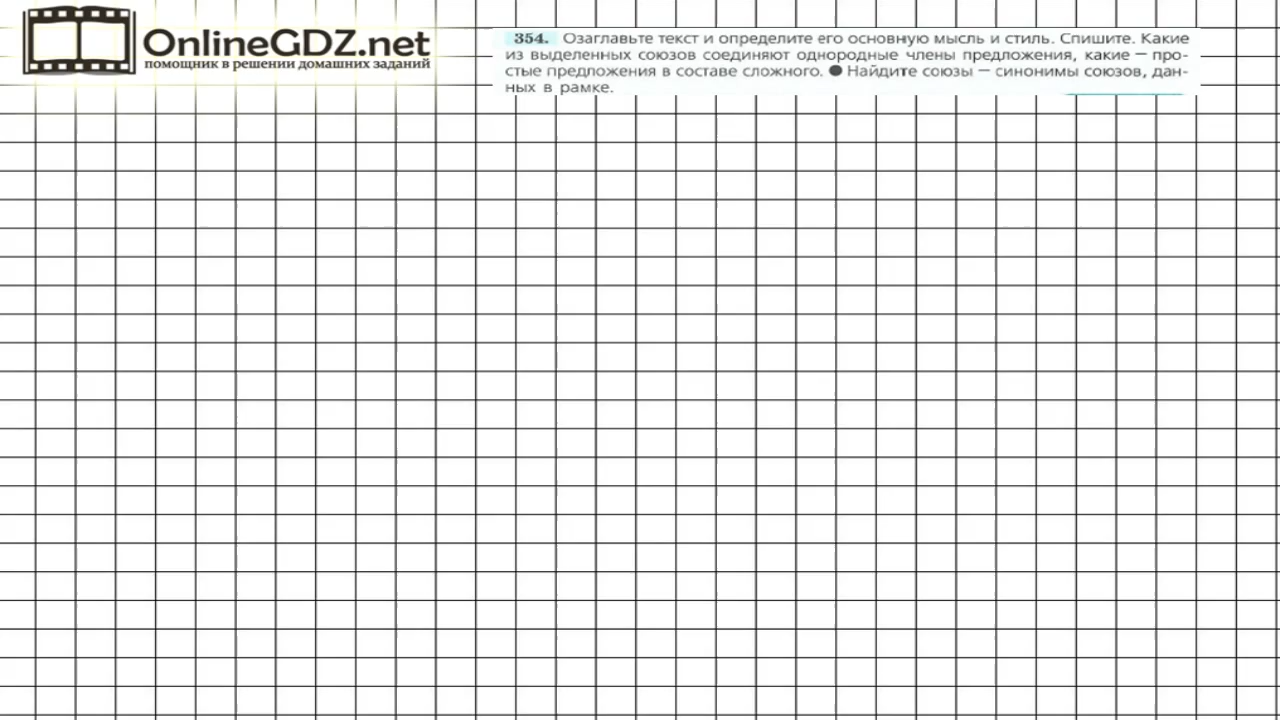 OnlineGDZ.net
помощник в решении домашних заданий
354. Озаглавьте текст и определите его основную мысль и стиль. Спишите. Какие
из выделенных союзов соединяют однородные члены предложения, какие — про-
стые предложения в составе сложного. ● Найдите союзы — синонимы союзов, дан-
ных в рамке.